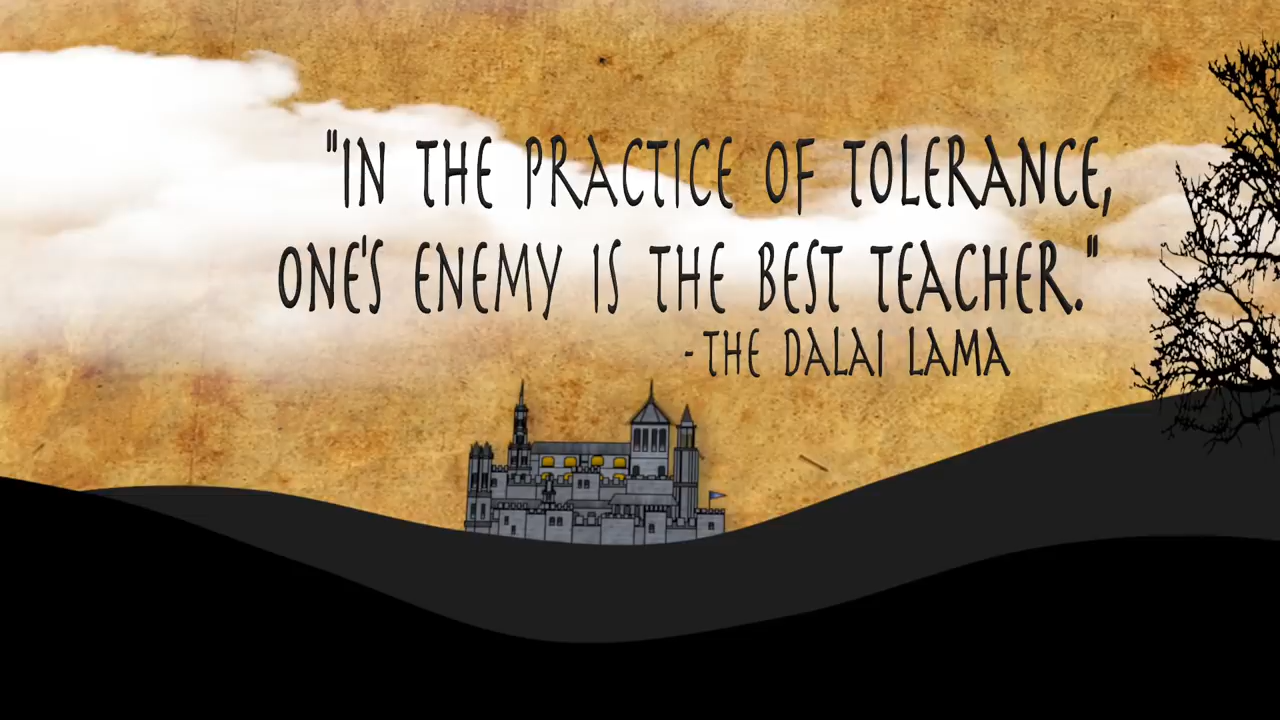 "IN THE PRACTICE OF TOLERANCE,
ONE'S ENEMY IS THE BEST TEACHER."
- THE DALAI LAMA